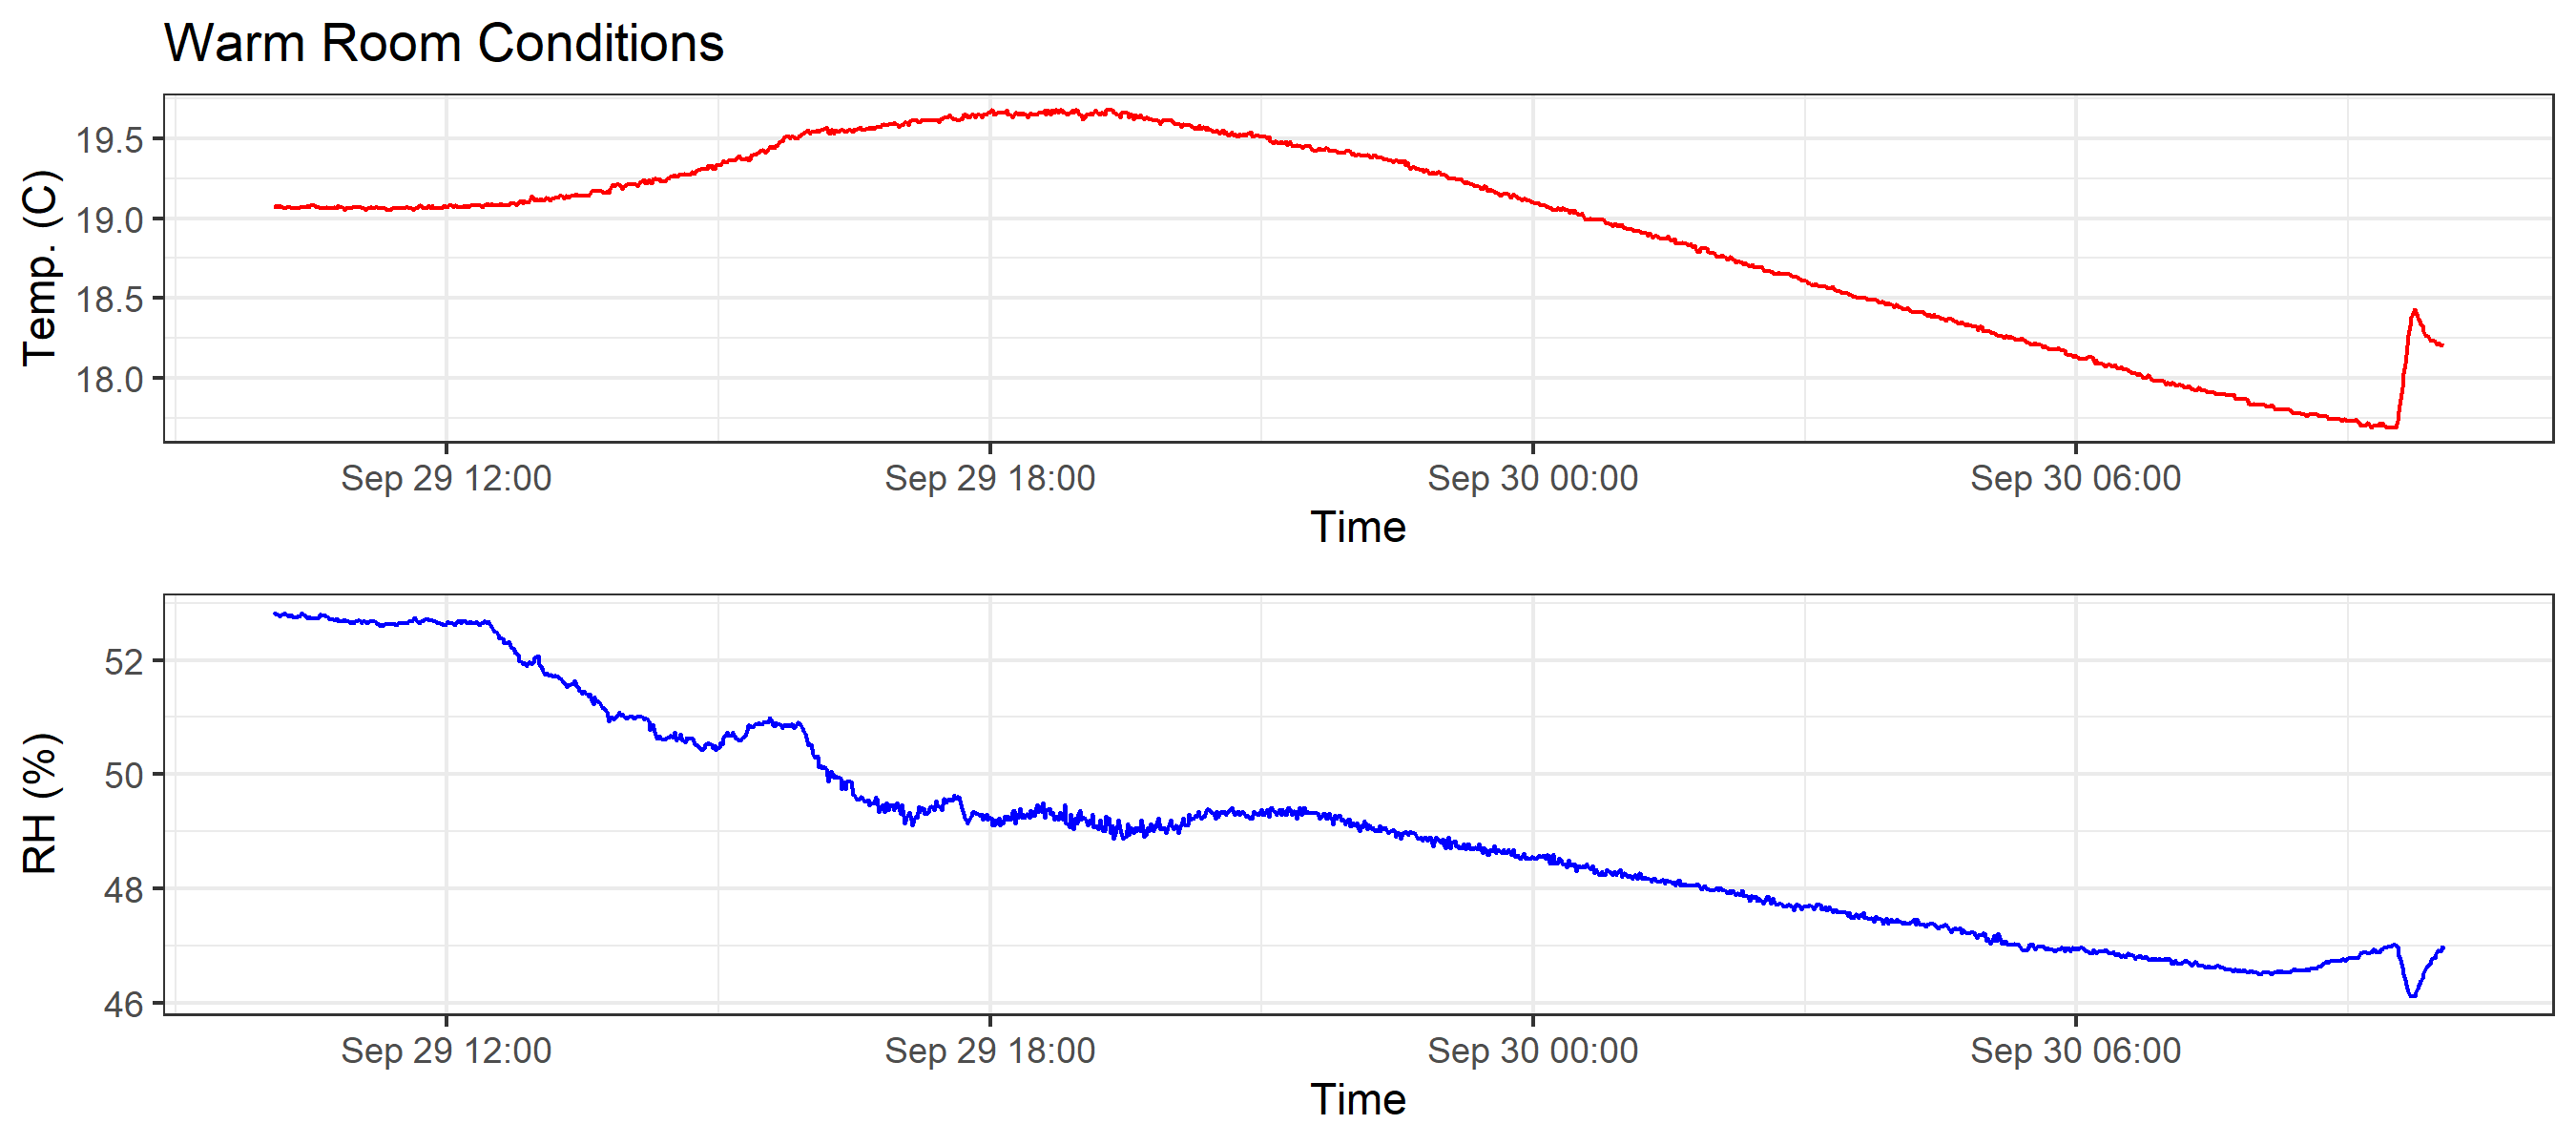 Warm Room Conditions
Temp. (C)
19.5
19.0
18.5
18.0
Sep 29 12:00 Sep 29 18:00 Sep 30 00:00 Sep 30 06:00
Time
RH (%)
52
50
48
46
Sep 29 12:00 Sep 29 18:00 Sep 30 00:00 Sep 30 06:00
Time